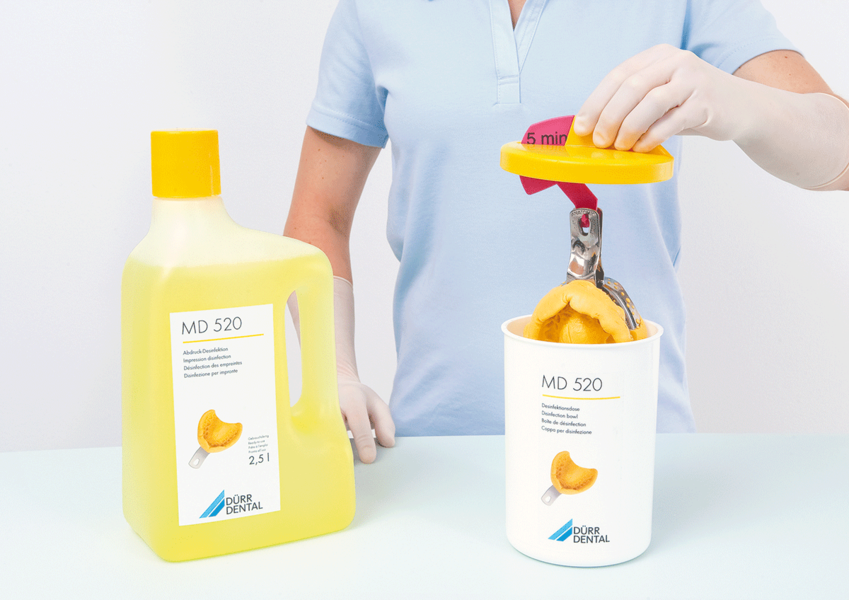 5 min
MD 520
Abdruck-Desinfektion
Impression disinfection
Désinfection des empreintes
Disinfezione per impronte
2,5 l
DÜRR
DENTAL
MD 520
Desinfektionsdose
Disinfection bowl
Boîte de désinfection
Coppa per disinfezione
DÜRR
DENTAL